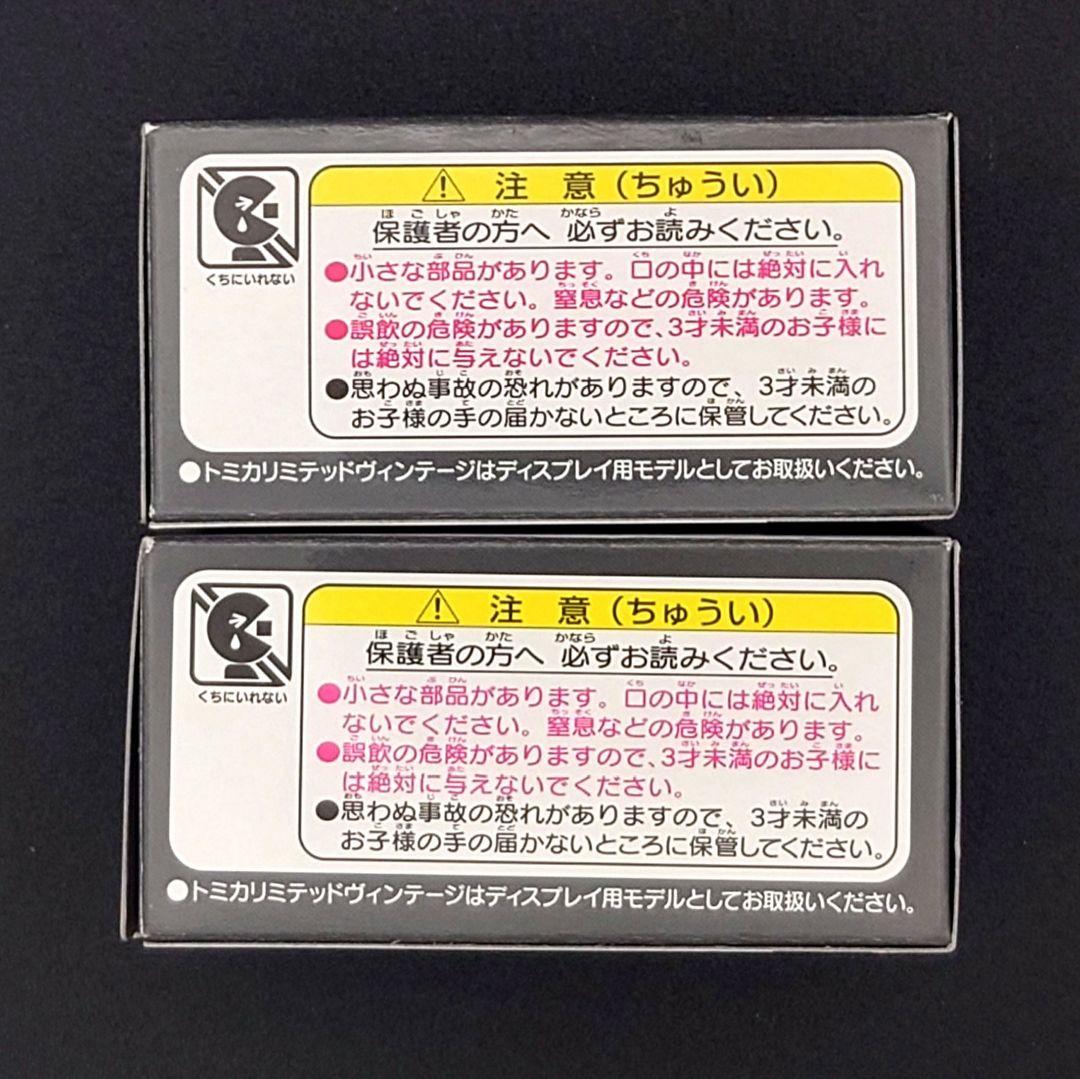 くちにいれない
注 意（ちゅうい）
保護者の方へ 必ずお読みください。
●小さな部品があります。口の中には絶対に入れ
ないでください。窒息などの危険があります。
●誤飲の危険がありますので、3才未満のお子様に
は絶対に与えないでください。
●思わぬ事故の恐れがありますので、3才未満の
お子様の手の届かないところに保管してください。
●トミカリミテッドヴィンテージはディスプレイ用モデルとしてお取扱いください。
くちにいれない
注 意（ちゅうい）
保護者の方へ 必ずお読みください。
●小さな部品があります。口の中には絶対に入れ
ないでください。窒息などの危険があります。
●誤飲の危険がありますので、3才未満のお子様に
は絶対に与えないでください。
●思わぬ事故の恐れがありますので、3才未満の
お子様の手の届かないところに保管してください。
●トミカリミテッドヴィンテージはディスプレイ用モデルとしてお取扱いください。